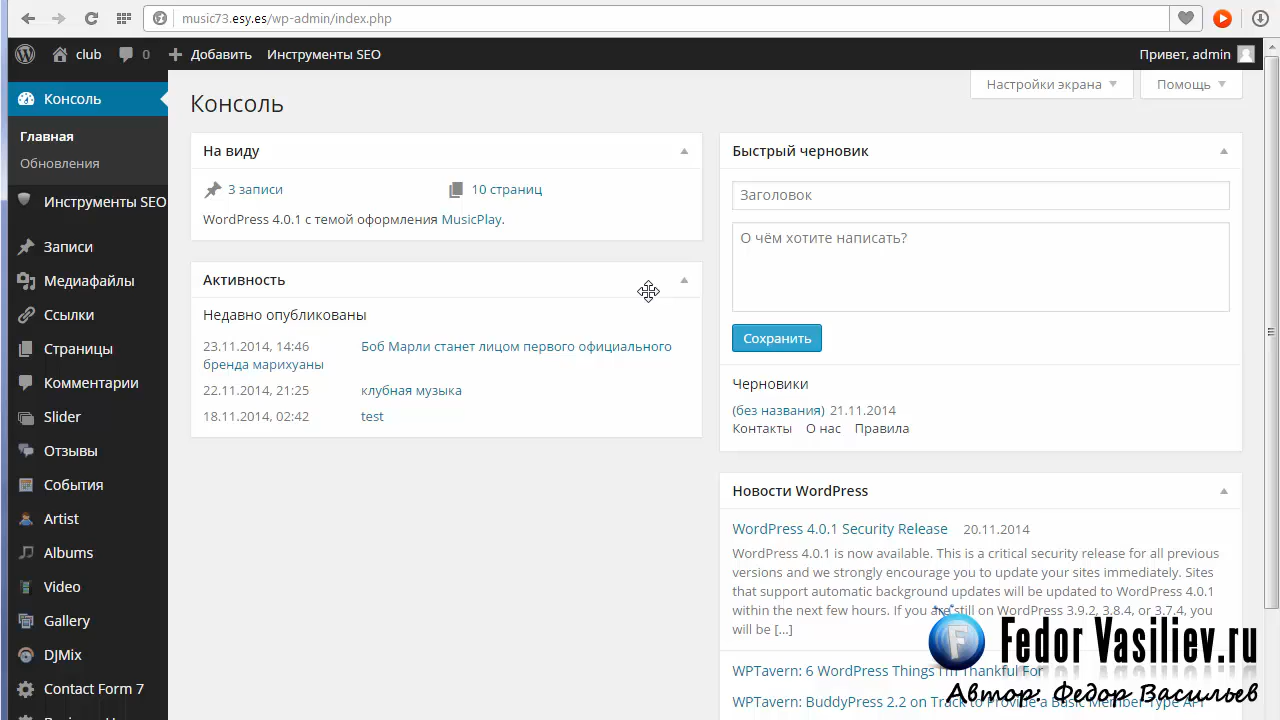 music73.esy.es/wp-admin/index.php
club 0 Добавить Инструменты SEO Привет, admin
Консоль
Главная
Обновления
Инструменты SEO
Записи
Медиафайлы
Ссылки
Страницы
Комментарии
Slider
Отзывы
События
Artist
Albums
Video
Gallery
DJMix
Contact Form 7
Настройки экрана Помощь
Консоль
На виду
3 записи 10 страниц
WordPress 4.0.1 с темой оформления MusicPlay.
Активность
Недавно опубликованы
23.11.2014, 14:46 Боб Марли станет лицом первого официального
бренда марихуаны
22.11.2014, 21:25 клубная музыка
18.11.2014, 02:42 test
Быстрый черновик
Заголовок
О чём хотите написать?
Сохранить
Черновики
(без названия) 21.11.2014
Контакты О нас Правила
Новости WordPress
WordPress 4.0.1 Security Release 20.11.2014
WordPress 4.0.1 is now available. This is a critical security release for all previous
versions and we strongly encourage you to update your sites immediately. Sites
that support automatic background updates will be updated to WordPress 4.0.1
within the next few hours. If you are still on WordPress 3.9.2, 3.8.4, or 3.7.4, you
will be […]
WPTavern: 6 WordPress Things I'm Thankful For
WPTavern: BuddyPress 2.2 on Track to Provide a Basic Member Type API
F
Fedor Vasiliev.ru
Автор: Федор Васильев